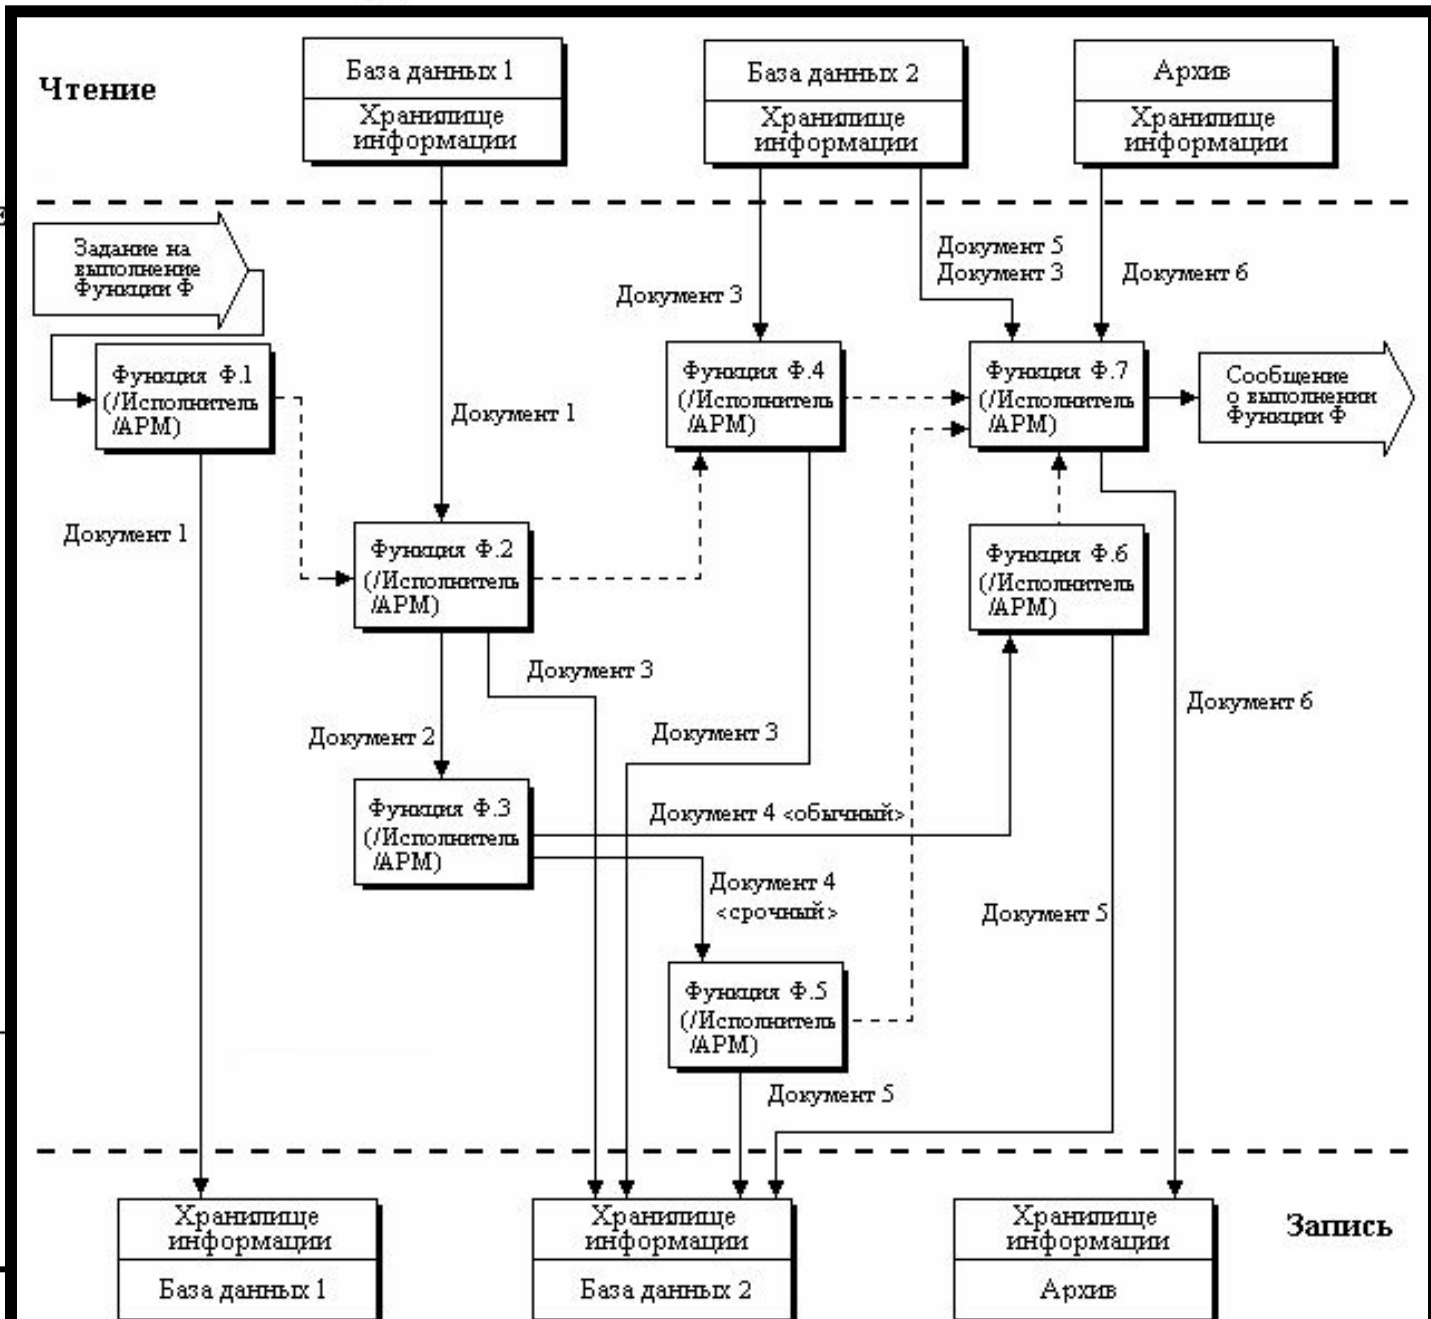 Чтение
База данных 1
Хранилище
информации
База данных 2
Хранилище
информации
Архив
Хранилище
информации
Задание на
выполнение
Функции Ф
Документ 5
Документ 3
Документ 6
Документ 3
Функция Ф.1
(/Исполнитель
/АРМ)
Документ 1
Функция Ф.4
(/Исполнитель
/АРМ)
Функция Ф.7
(/Исполнитель
/АРМ)
Сообщение
о выполнении
Функции Ф
Документ 1
Функция Ф.2
(/Исполнитель
/АРМ)
Функция Ф.6
(/Исполнитель
/АРМ)
Документ 3
Документ 6
Документ 2
Документ 3
Функция Ф.3
(/Исполнитель
/АРМ)
Документ 4 <обычный>
Документ 4
<срочный>
Документ 5
Функция Ф.5
(/Исполнитель
/АРМ)
Документ 5
Хранилище
информации
База данных 1
Хранилище
информации
База данных 2
Хранилище
информации
Архив
Запись